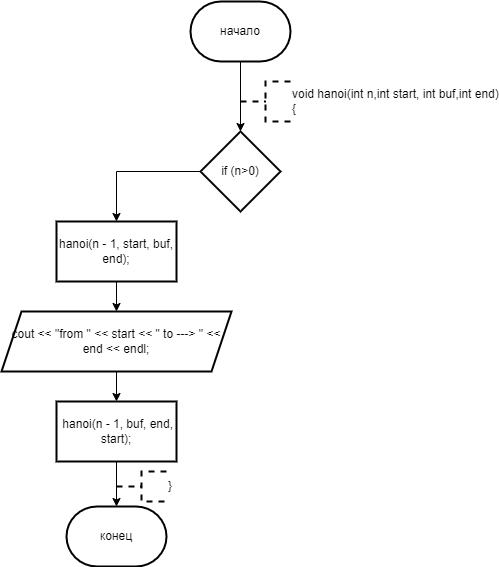 начало
void hanoi(int n,int start, int buf,int end)
{
if (n>0)
hanoi(n - 1, start, buf,
end);
cout << "from " << start << " to ---> " <<
end << endl;
hanoi(n - 1, buf, end,
start);
}
конец